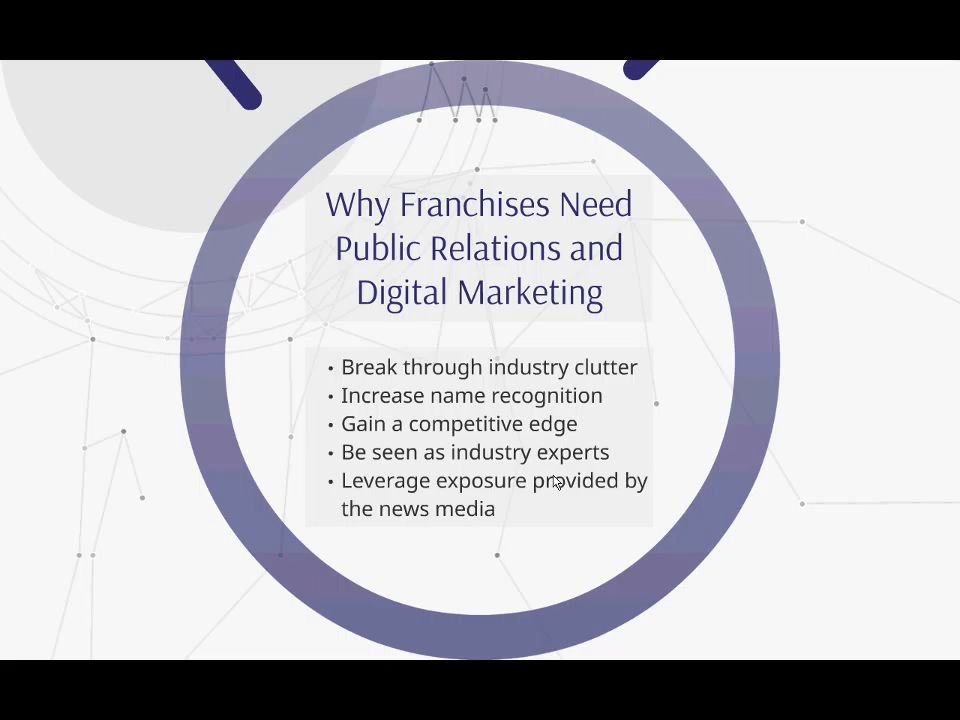 Why Franchises Need
Public Relations and
Digital Marketing
• Break through industry clutter
• Increase name recognition
• Gain a competitive edge
• Be seen as industry experts
• Leverage exposure provided by
the news media